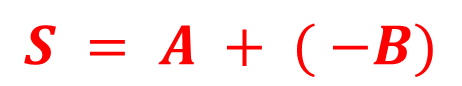 S = A + (−B)